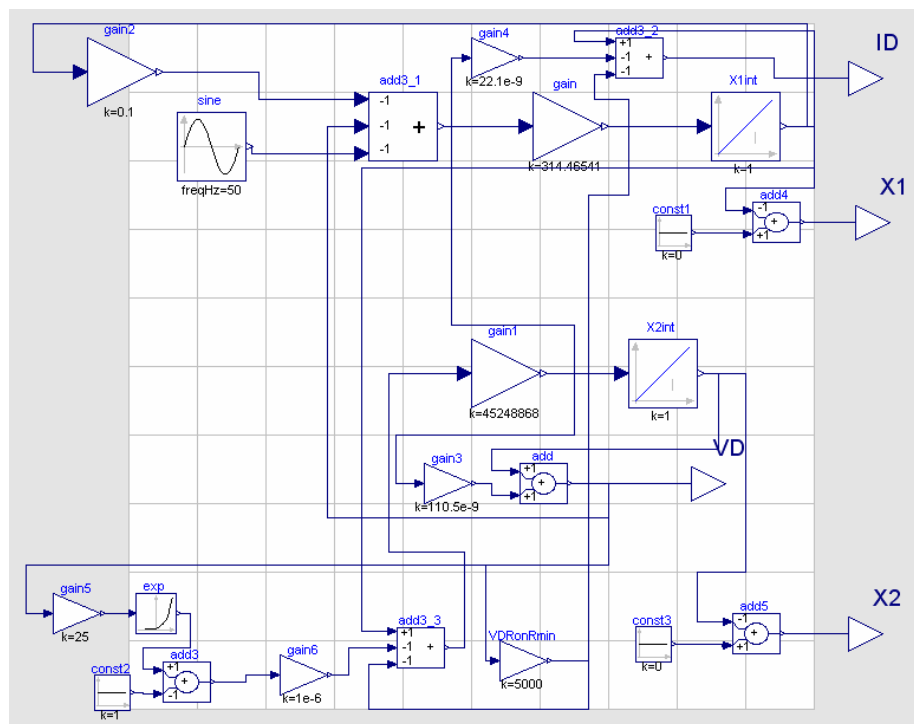 gain2
k=0.1
sine
freqHz=50
add3_1
-1
-1
-1
+
gain4
k=22.1e-9
add3_2
+1
-1
-1
+
gain
k=314.46541
X1int
I
k=1
ID
const1
k=0
add4
-1
+1
+
X1
gain1
k=45248868
X2int
I
k=1
gain3
k=110.5e-9
add
+1
+1
+
VD
gain5
k=25
exp
const2
k=1
add3
+1
-1
+
gain6
k=1e-6
add3_3
+1
-1
-1
+
VDRonRmin
k=5000
const3
k=0
add5
-1
+1
+
X2